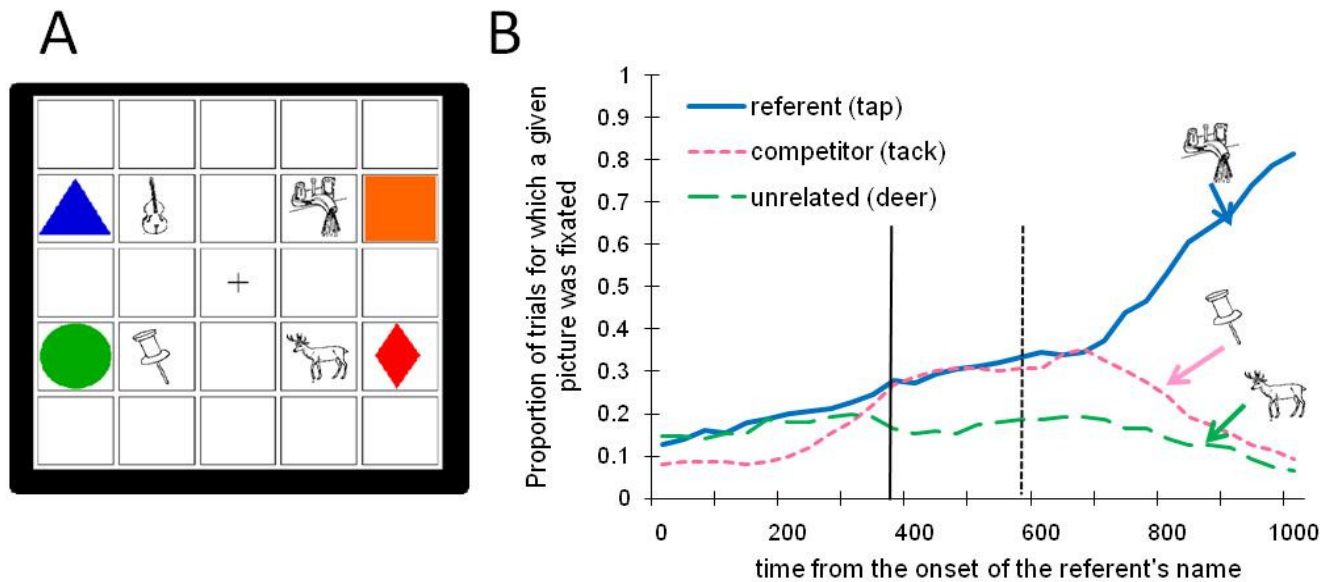 A
B
Proportion of trials for which a given
picture was fixated
1
0.9
0.8
0.7
0.6
0.5
0.4
0.3
0.2
0.1
0
referent (tap)
competitor (tack)
unrelated (deer)
0 200 400 600 800 1000
time from the onset of the referent's name